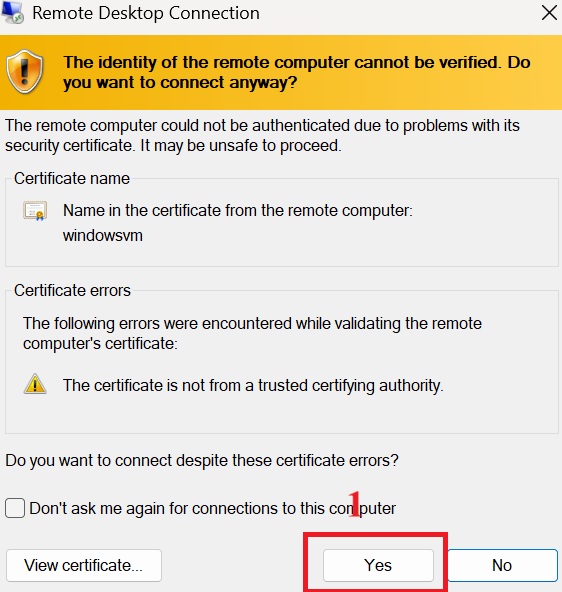 Remote Desktop Connection
The identity of the remote computer cannot be verified. Do
you want to connect anyway?
The remote computer could not be authenticated due to problems with its
security certificate. It may be unsafe to proceed.
Certificate name
Name in the certificate from the remote computer:
windowsvm
Certificate errors
The following errors were encountered while validating the remote
computer's certificate:
The certificate is not from a trusted certifying authority.
Do you want to connect despite these certificate errors?
Don't ask me again for connections to this computer
1
View certificate...
Yes
No